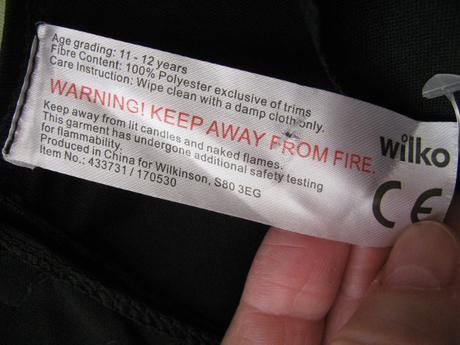 Age grading: 11 - 12 years
Fibre Content: 100% Polyester exclusive of trims
Care Instruction: Wipe clean with a damp cloth only.
WARNING! KEEP AWAY FROM FIRE.
Keep away from lit candles and naked flames.
This garment has undergone additional safety testing
for flammability.
Produced in China for Wilkinson, S80 3EG
Item No.: 433731 / 170530
wilko
CE